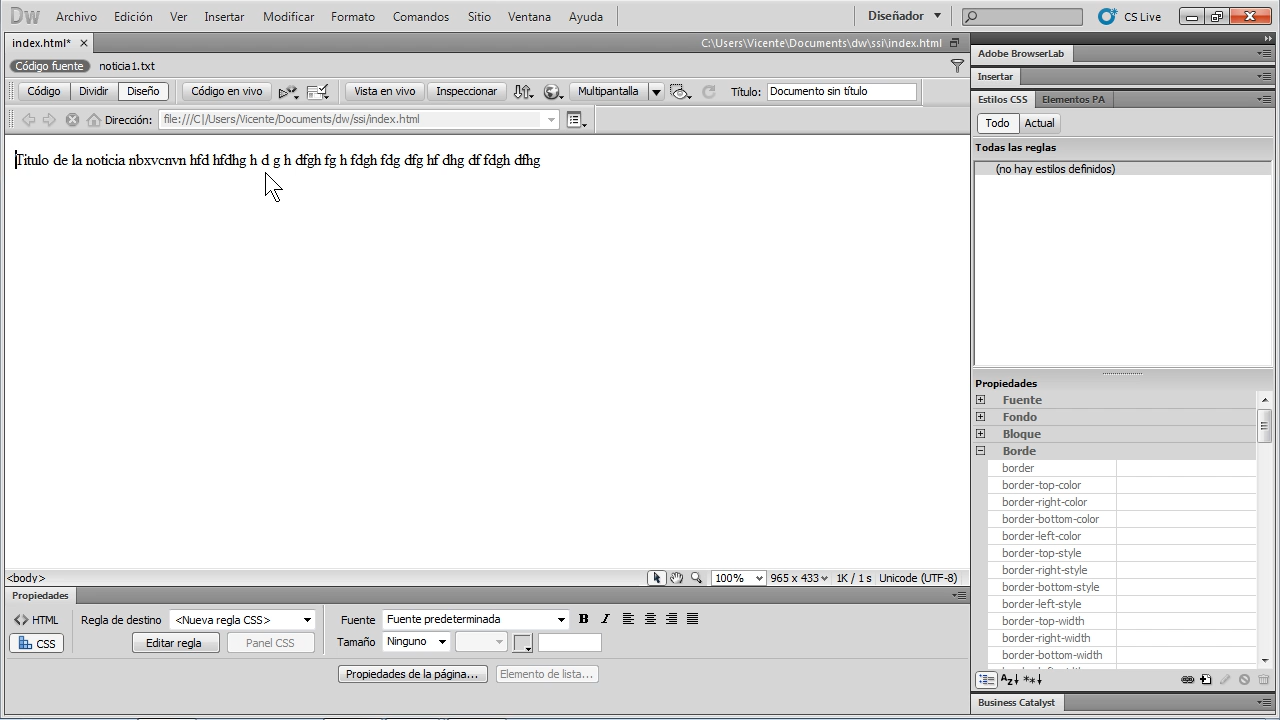 Dw Archivo Edición Ver Insertar Modificar Formato Comandos Sitio Ventana Ayuda Diseñador CS Live
index.html* C:\Users\Vicente\Documents\dw\ssi\index.html
Código fuente noticia1.txt
Código Dividir Diseño Código en vivo Vista en vivo Inspeccionar Multipantalla Título: Documento sin título
Dirección: file:///C|/Users/Vicente/Documents/dw/ssi/index.html
Titulo de la noticia nbxvcnvn hfd hfdhg h d g h dfgh fg h fdgh fdg dfg hf dhg df fdgh dfhg
<body> 100% 965 x 433 1K / 1 s Unicode (UTF-8)
Propiedades
HTML Regla de destino <Nueva regla CSS> Fuente Fuente predeterminada B I
CSS Editar regla Panel CSS Tamaño Ninguno
Propiedades de la página... Elemento de lista...
Adobe BrowserLab
Insertar
Estilos CSS Elementos PA
Todo Actual
Todas las reglas
(no hay estilos definidos)
Propiedades
Fuente
Fondo
Bloque
Borde
border
border-top-color
border-right-color
border-bottom-color
border-left-color
border-top-style
border-right-style
border-bottom-style
border-left-style
border-top-width
border-right-width
border-bottom-width
Business Catalyst